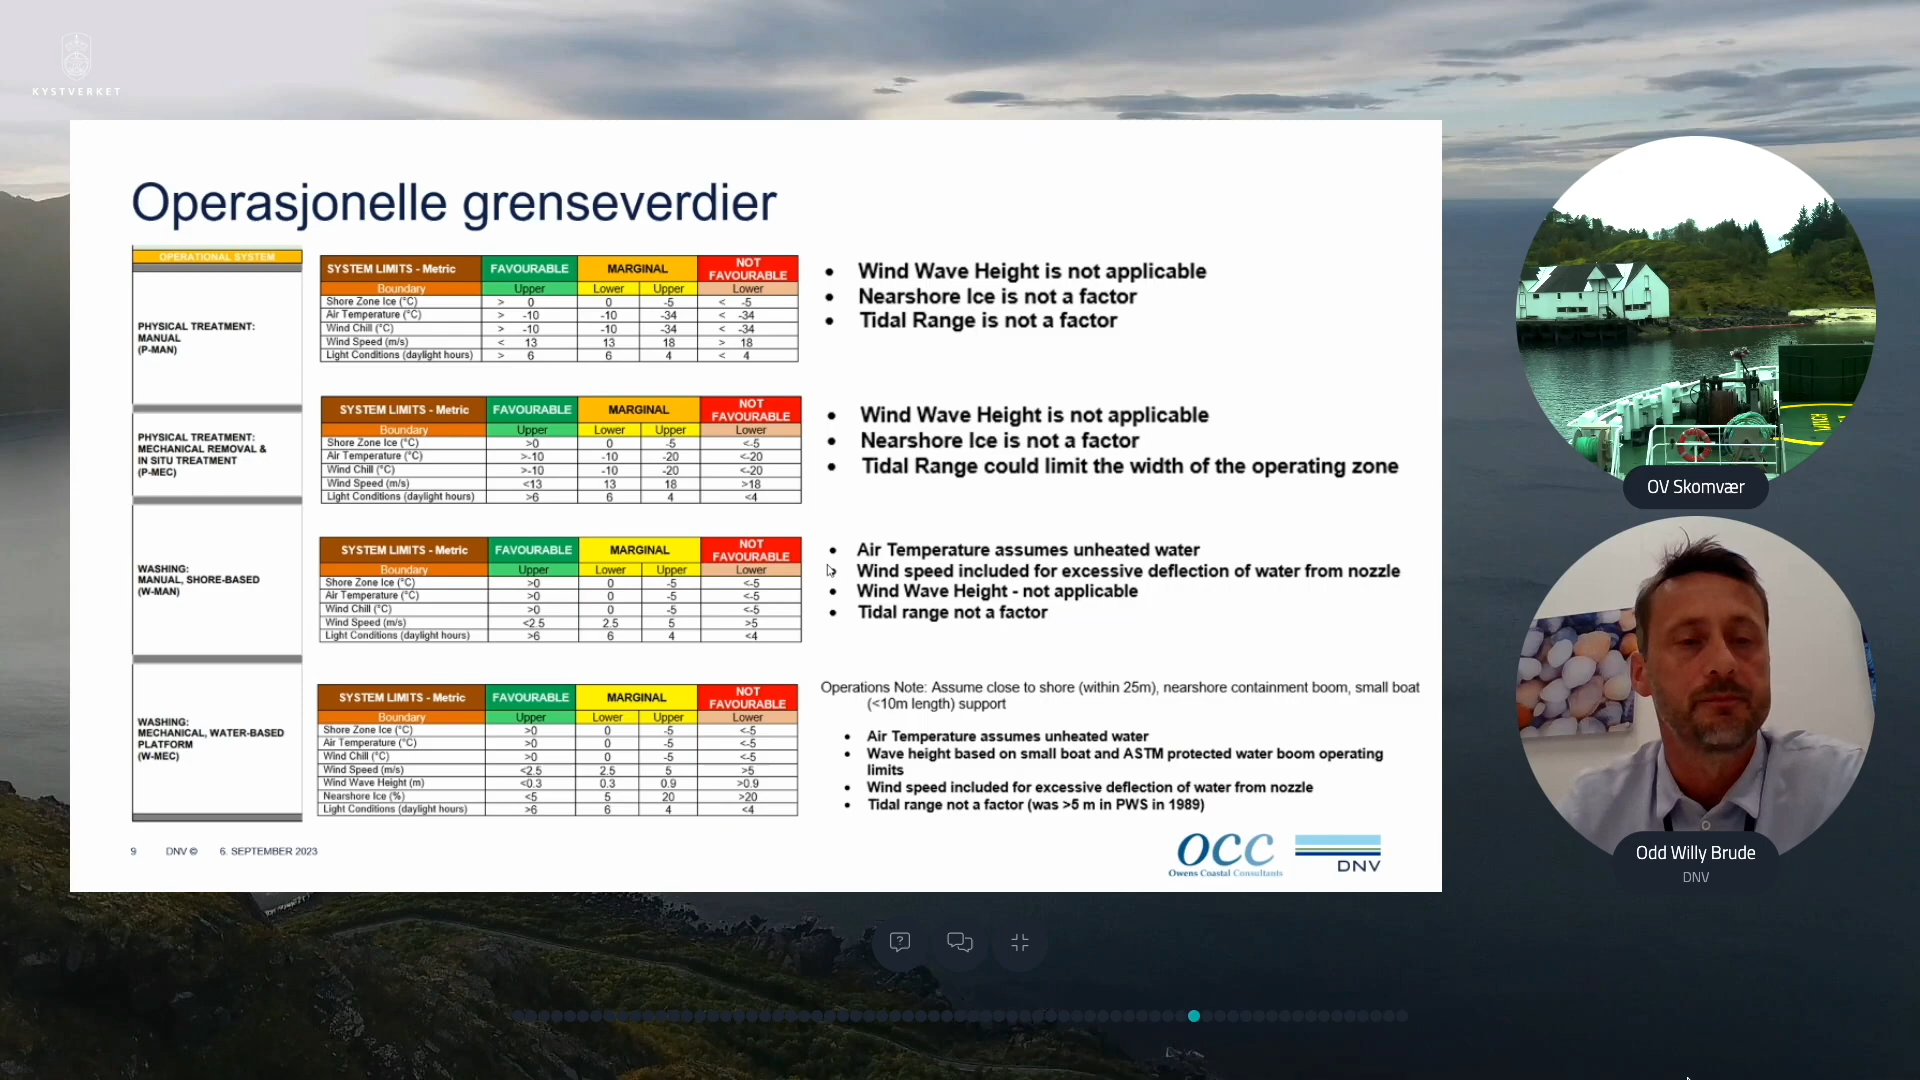 KYSTVERKET
Operasjonelle grenseverdier
OPERATIONAL SYSTEM
PHYSICAL TREATMENT:
MANUAL
(P-MAN)
SYSTEM LIMITS - Metric FAVOURABLE MARGINAL NOT FAVOURABLE
Boundary Upper Lower Upper Lower
Shore Zone Ice (°C) > 0 0 -5 < -5
Air Temperature (°C) > -10 -10 -34 < -34
Wind Chill (°C) > -10 -10 -34 < -34
Wind Speed (m/s) < 13 13 18 > 18
Light Conditions (daylight hours) > 6 6 4 < 4
• Wind Wave Height is not applicable
• Nearshore Ice is not a factor
• Tidal Range is not a factor
PHYSICAL TREATMENT:
MECHANICAL REMOVAL &
IN SITU TREATMENT
(P-MEC)
SYSTEM LIMITS - Metric FAVOURABLE MARGINAL NOT FAVOURABLE
Boundary Upper Lower Upper Lower
Shore Zone Ice (°C) >0 0 -5 <-5
Air Temperature (°C) >-10 -10 -20 <-20
Wind Chill (°C) >-10 -10 -20 <-20
Wind Speed (m/s) <13 13 18 >18
Light Conditions (daylight hours) >6 6 4 <4
• Wind Wave Height is not applicable
• Nearshore Ice is not a factor
• Tidal Range could limit the width of the operating zone
WASHING:
MANUAL, SHORE-BASED
(W-MAN)
SYSTEM LIMITS - Metric FAVOURABLE MARGINAL NOT FAVOURABLE
Boundary Upper Lower Upper Lower
Shore Zone Ice (°C) >0 0 -5 <-5
Air Temperature (°C) >0 0 -5 <-5
Wind Chill (°C) >0 0 -5 <-5
Wind Speed (m/s) <2.5 2.5 5 >5
Light Conditions (daylight hours) >6 6 4 <4
• Air Temperature assumes unheated water
• Wind speed included for excessive deflection of water from nozzle
• Wind Wave Height - not applicable
• Tidal range not a factor
WASHING:
MECHANICAL, WATER-BASED
PLATFORM
(W-MEC)
SYSTEM LIMITS - Metric FAVOURABLE MARGINAL NOT FAVOURABLE
Boundary Upper Lower Upper Lower
Shore Zone Ice (°C) >0 0 -5 <-5
Air Temperature (°C) >0 0 -5 <-5
Wind Chill (°C) >0 0 -5 <-5
Wind Speed (m/s) <2.5 2.5 5 >5
Wind Wave Height (m) <0.3 0.3 0.9 >0.9
Nearshore Ice (%) <5 5 20 >20
Light Conditions (daylight hours) >6 6 4 <4
Operations Note: Assume close to shore (within 25m), nearshore containment boom, small boat
(<10m length) support
• Air Temperature assumes unheated water
• Wave height based on small boat and ASTM protected water boom operating
limits
• Wind speed included for excessive deflection of water from nozzle
• Tidal range not a factor (was >5 m in PWS in 1989)
9 DNV © 6. SEPTEMBER 2023
OCC
Owens Coastal Consultants
DNV
WINCH
OV Skomvær
Odd Willy Brude
DNV